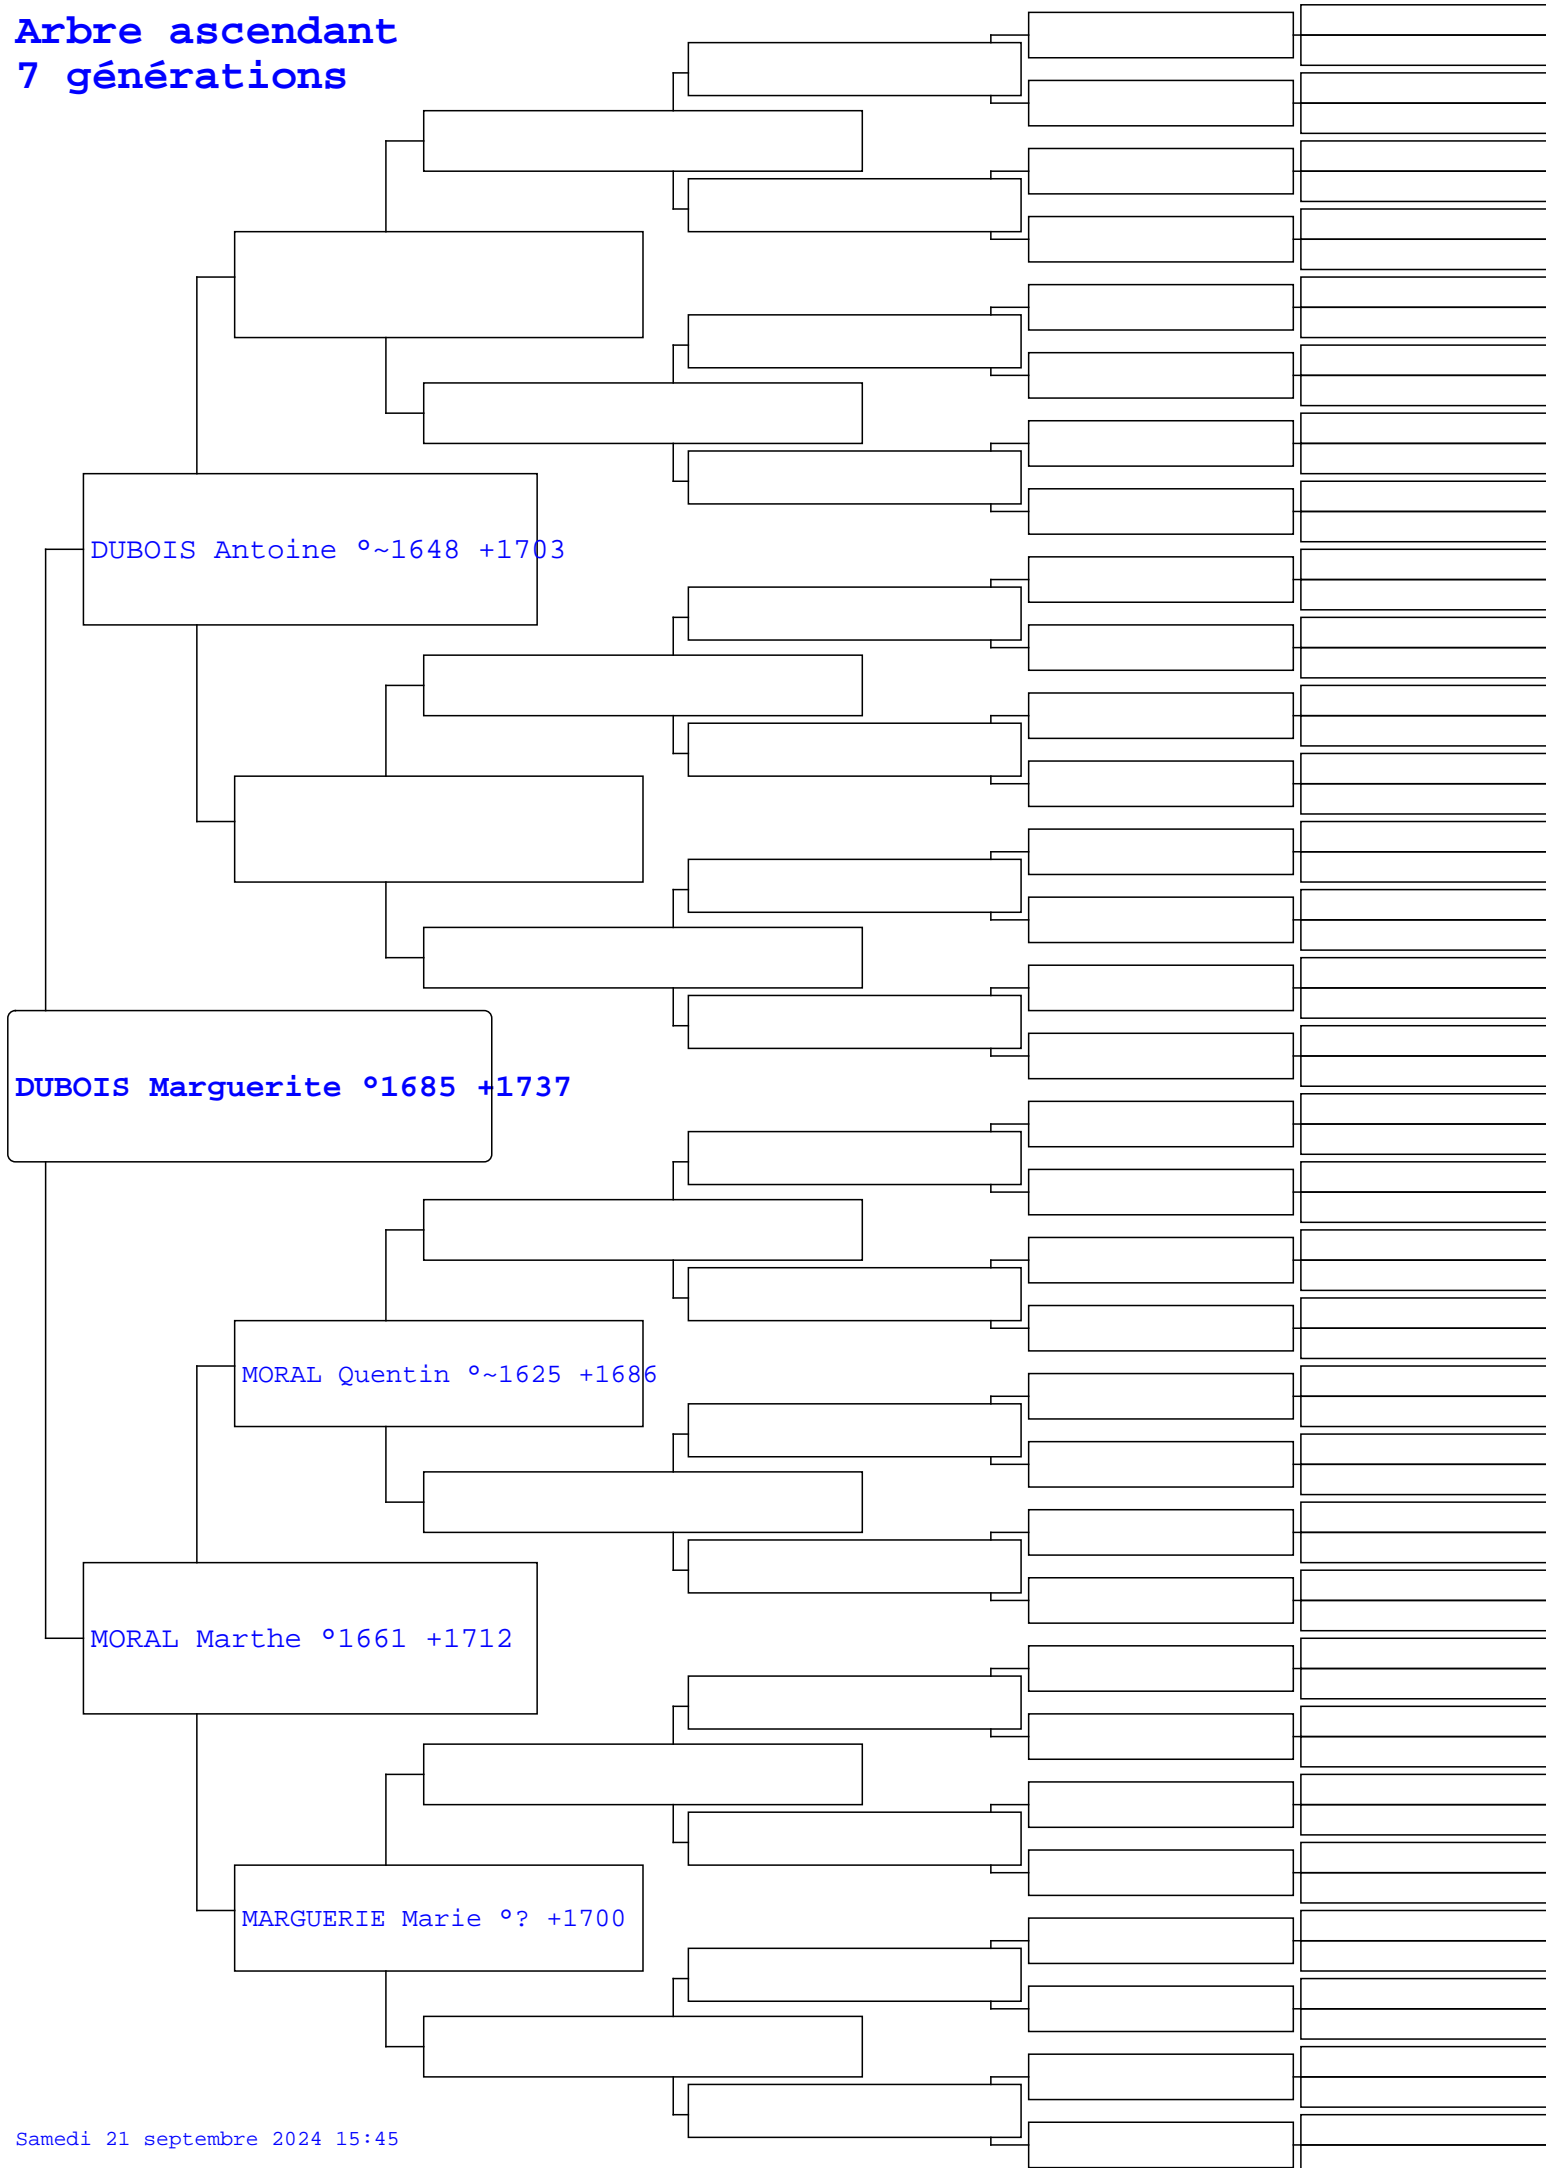 Arbre ascendant
7 générations
DUBOIS Antoine °~1648 +1703
DUBOIS Marguerite °1685 +1737
MORAL Quentin °~1625 +1686
MORAL Marthe °1661 +1712
MARGUERIE Marie °? +1700
Samedi 21 septembre 2024 15:45